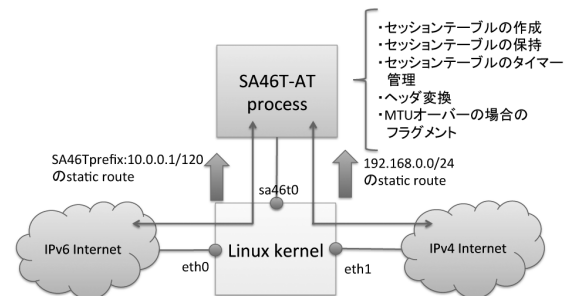 ・セッションテーブルの作成
・セッションテーブルの保持
・セッションテーブルのタイマー
管理
・ヘッダ変換
・MTUオーバーの場合の
フラグメント
SA46T-AT
process
SA46Tprefix:10.0.0.1/120
のstatic route
192.168.0.0/24
のstatic route
sa46t0
IPv6 Internet
Linux kernel
IPv4 Internet
eth0
eth1